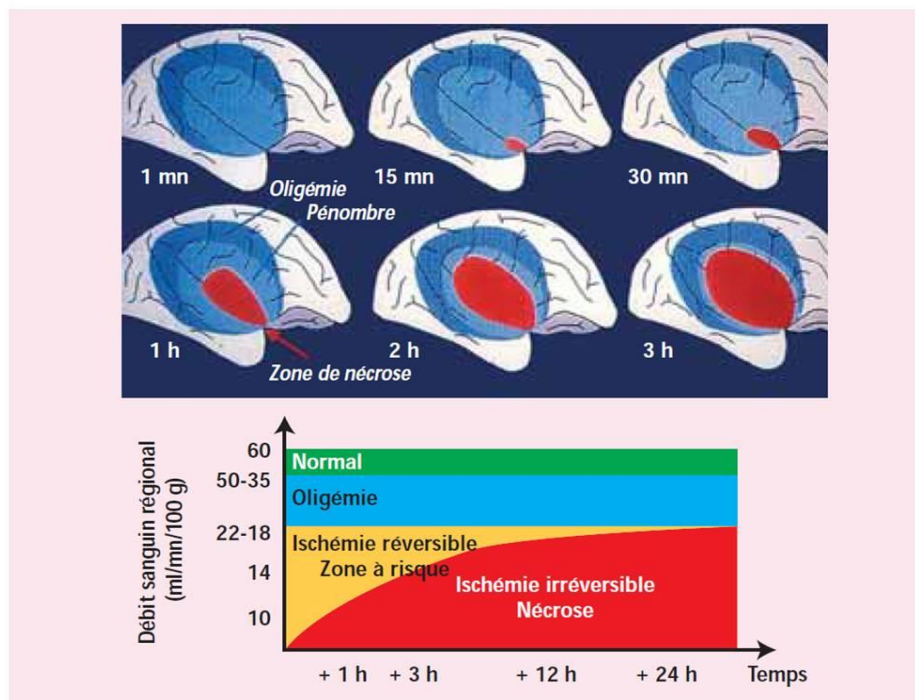 1 mn
15 mn
30 mn
Oligémie
Pénombre
1 h
2 h
3 h
Zone de nécrose
Débit sanguin régional
(ml/mn/100 g)
60
50-35
22-18
14
10
Normal
Oligémie
Ischémie réversible
Zone à risque
Ischémie irréversible
Nécrose
+ 1 h
+ 3 h
+ 12 h
+ 24 h
Temps